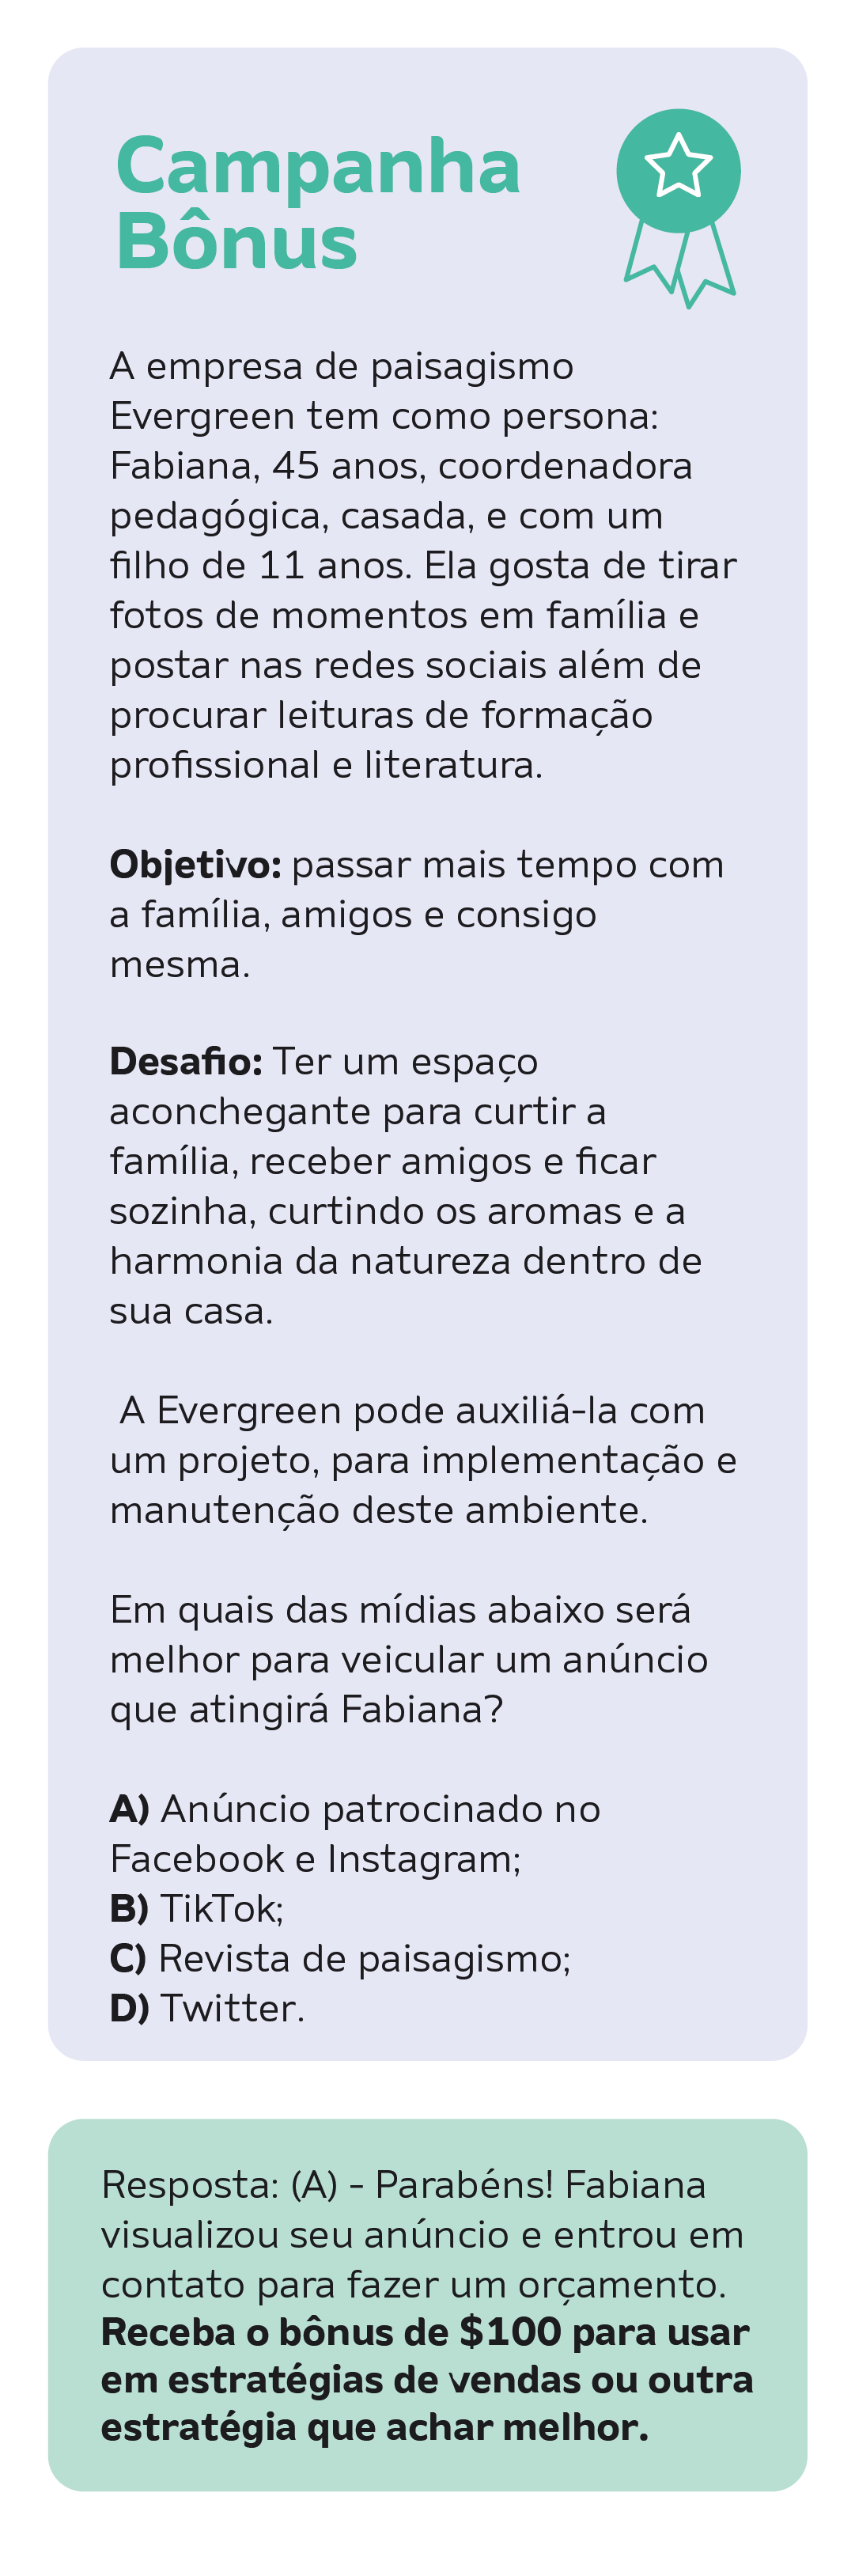 Campanha
Bônus
A empresa de paisagismo
Evergreen tem como persona:
Fabiana, 45 anos, coordenadora
pedagógica, casada, e com um
filho de 11 anos. Ela gosta de tirar
fotos de momentos em família e
postar nas redes sociais além de
procurar leituras de formação
profissional e literatura.
Objetivo: passar mais tempo com
a família, amigos e consigo
mesma.
Desafio: Ter um espaço
aconchegante para curtir a
família, receber amigos e ficar
sozinha, curtindo os aromas e a
harmonia da natureza dentro de
sua casa.
A Evergreen pode auxiliá-la com
um projeto, para implementação e
manutenção deste ambiente.
Em quais das mídias abaixo será
melhor para veicular um anúncio
que atingirá Fabiana?
A) Anúncio patrocinado no
Facebook e Instagram;
B) TikTok;
C) Revista de paisagismo;
D) Twitter.
Resposta: (A) - Parabéns! Fabiana
visualizou seu anúncio e entrou em
contato para fazer um orçamento.
Receba o bônus de $100 para usar
em estratégias de vendas ou outra
estratégia que achar melhor.